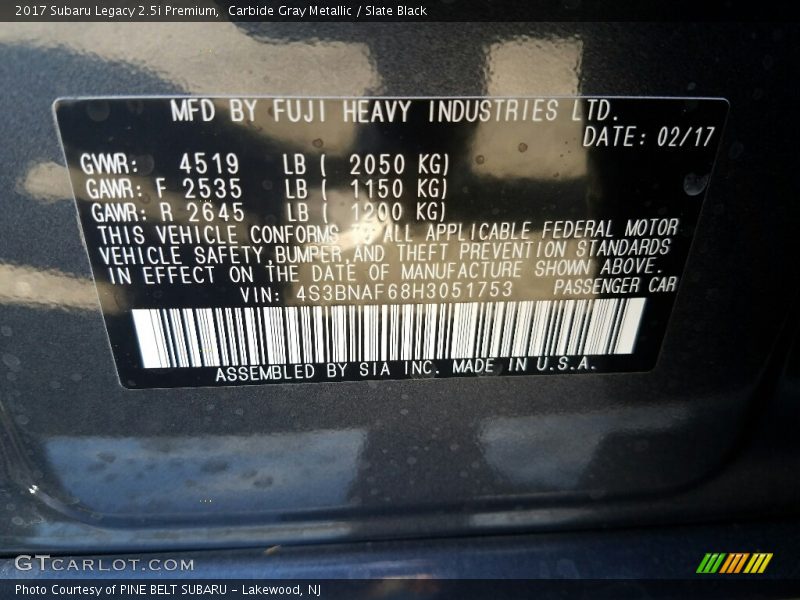 2017 Subaru Legacy 2.5i Premium,  Carbide Gray Metallic / Slate Black
MFD BY FUJI HEAVY INDUSTRIES LTD.
DATE: 02/17
GVWR: 4519 LB ( 2050 KG)
GAWR: F 2535 LB ( 1150 KG)
GAWR: R 2645 LB ( 1200 KG)
THIS VEHICLE CONFORMS TO ALL APPLICABLE FEDERAL MOTOR
VEHICLE SAFETY,BUMPER,AND THEFT PREVENTION STANDARDS
IN EFFECT ON THE DATE OF MANUFACTURE SHOWN ABOVE.
VIN: 4S3BNAF68H3051753 PASSENGER CAR
ASSEMBLED BY SIA INC. MADE IN U.S.A.
GTCARLOT.COM
Photo Courtesy of PINE BELT SUBARU - Lakewood, NJ